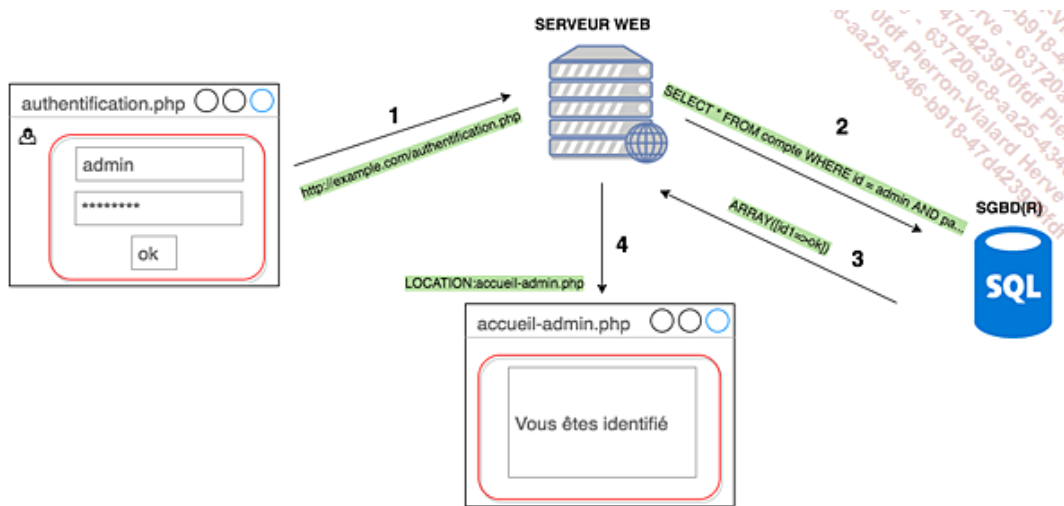 SERVEUR WEB
authentification.php
admin
********
ok
1
http://example.com/authentification.php
SELECT * FROM compte WHERE id = admin AND pa...
2
SGBD(R)
SQL
ARRAY([id1=>ok])
3
4
LOCATION:accueil-admin.php
accueil-admin.php
Vous êtes identifié